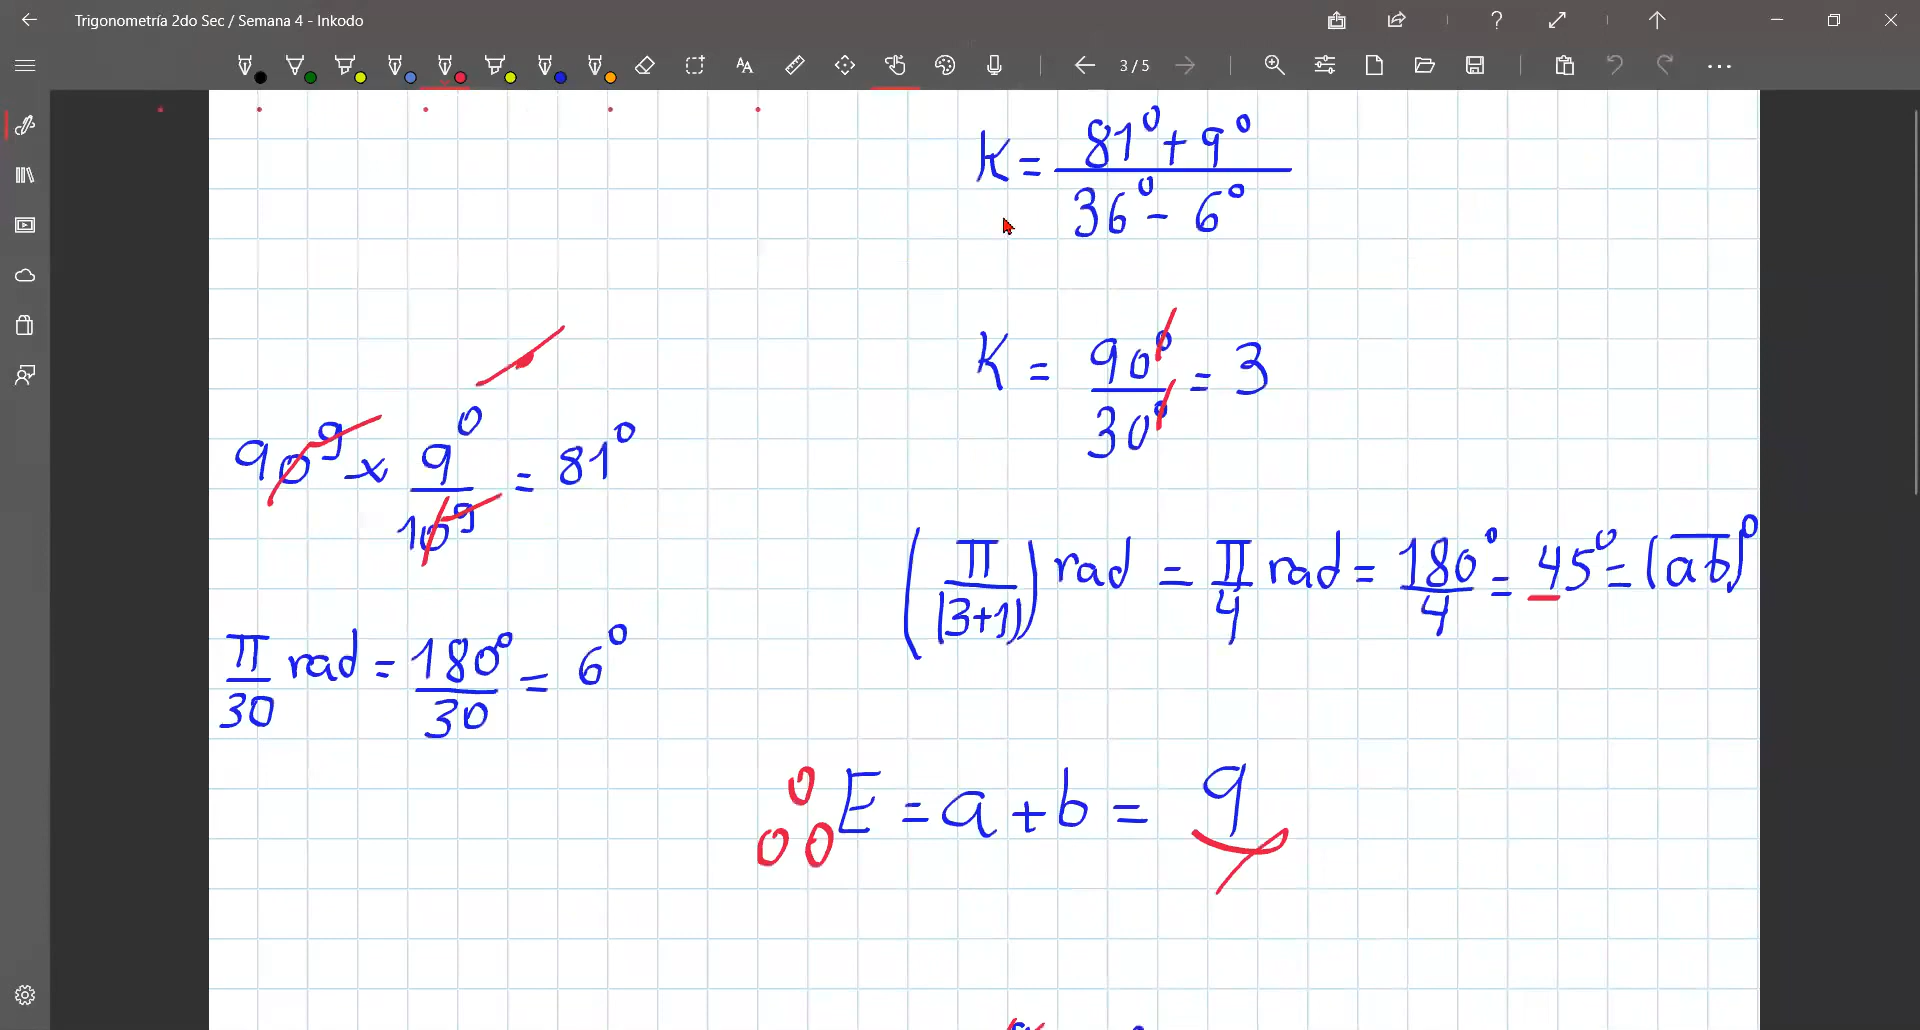 Trigonometría 2do Sec / Semana 4 - Inkodo
3 / 5
K = (81° + 9°) / (36° - 6°)
K = 90° / 30° = 3
90^g x 9° / 10^g = 81°
(π / (3+1)) rad = π/4 rad = 180°/4 = 45° = (ab)°
π/30 rad = 180°/30 = 6°
∴ E = a + b = 9